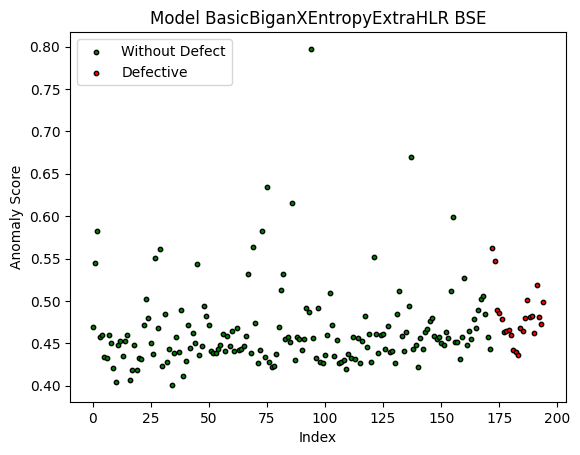 Model BasicBiganXEntropyExtraHLR BSE
Without Defect
Defective
Anomaly Score
0.80
0.75
0.70
0.65
0.60
0.55
0.50
0.45
0.40
0 25 50 75 100 125 150 175 200
Index